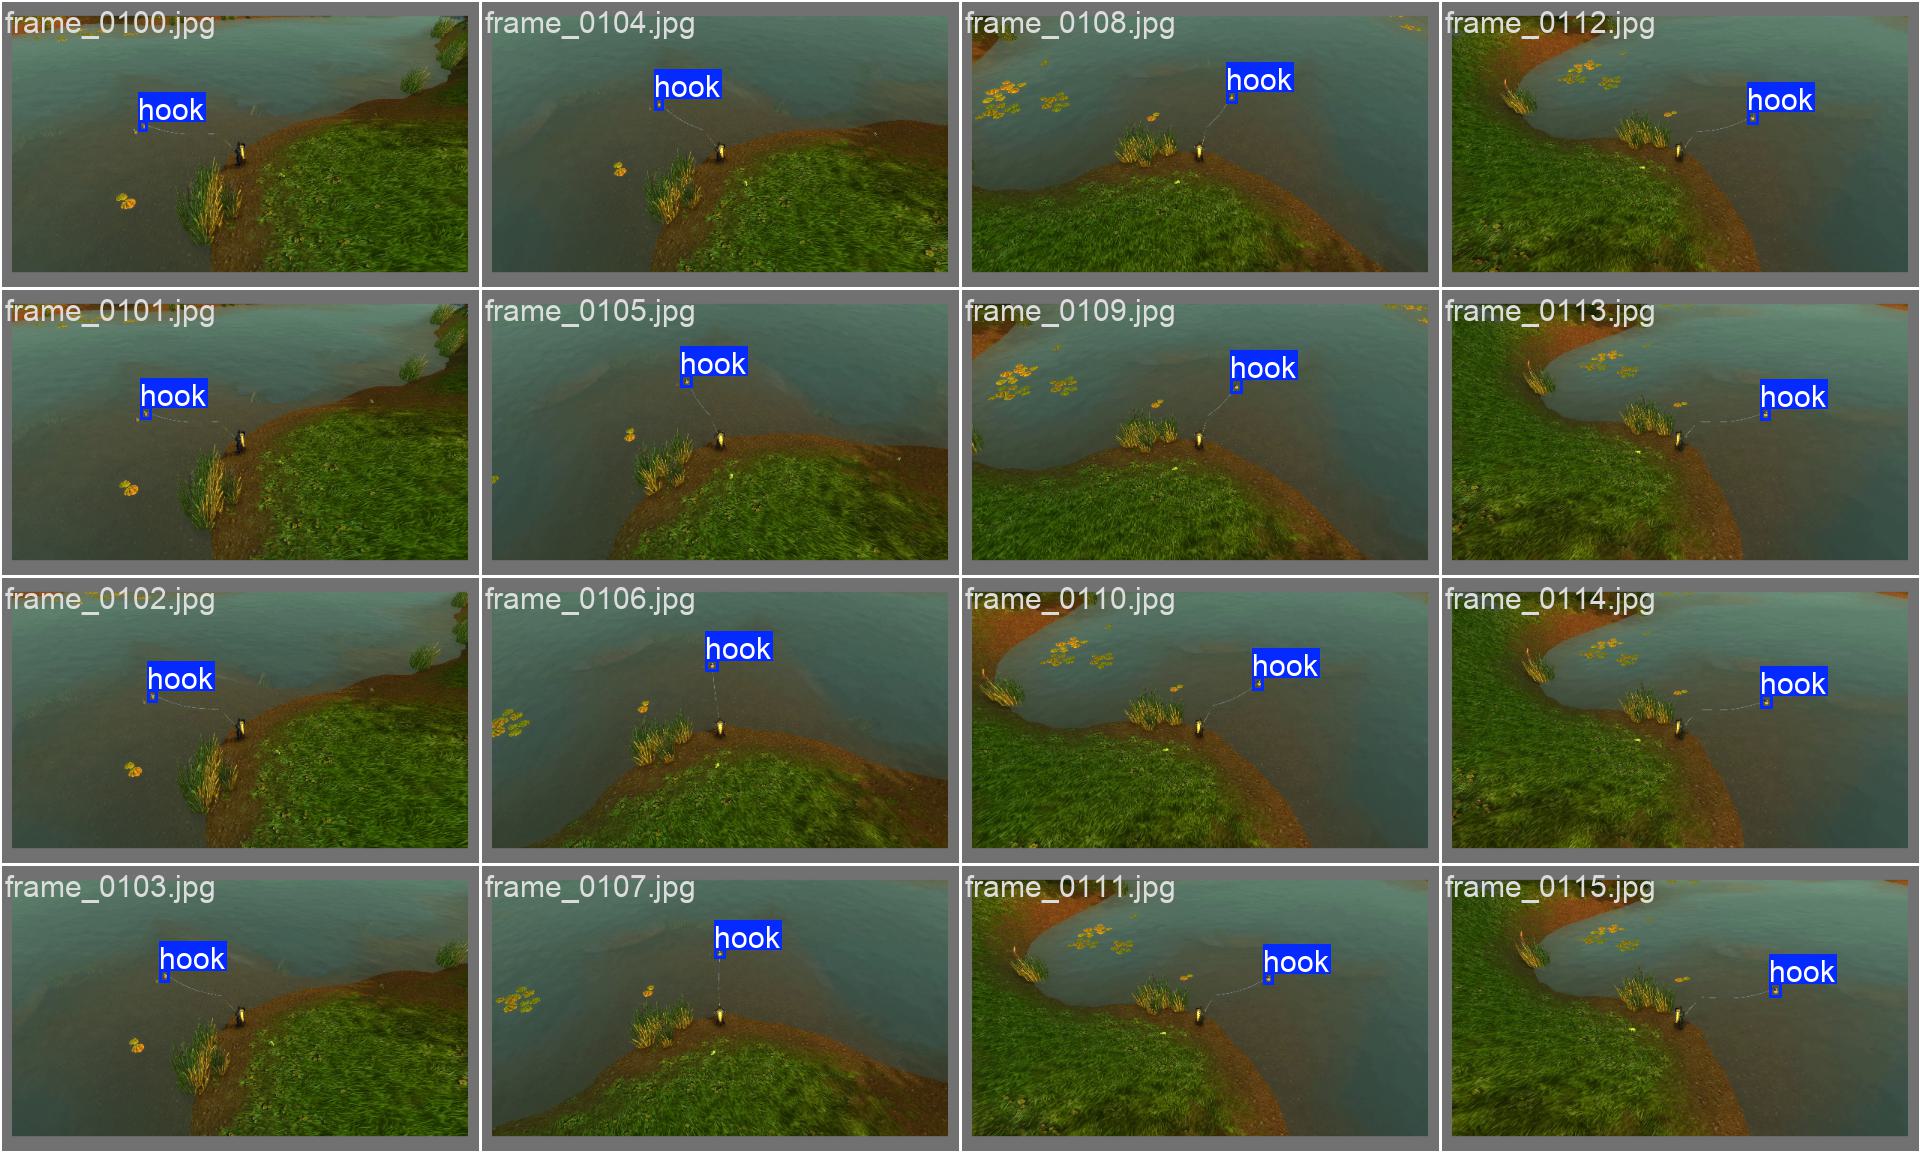 frame_0100.jpg
hook
frame_0104.jpg
hook
frame_0108.jpg
hook
frame_0112.jpg
hook
frame_0101.jpg
hook
frame_0105.jpg
hook
frame_0109.jpg
hook
frame_0113.jpg
hook
frame_0102.jpg
hook
frame_0106.jpg
hook
frame_0110.jpg
hook
frame_0114.jpg
hook
frame_0103.jpg
hook
frame_0107.jpg
hook
frame_0111.jpg
hook
frame_0115.jpg
hook